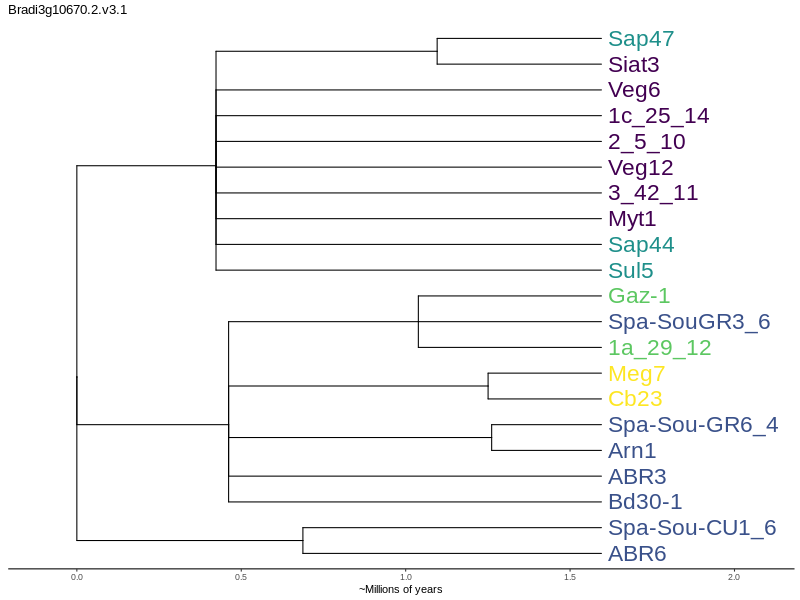 Bradi3g10670.2.v3.1
Sap47
Siat3
Veg6
1c_25_14
2_5_10
Veg12
3_42_11
Myt1
Sap44
Sul5
Gaz-1
Spa-SouGR3_6
1a_29_12
Meg7
Cb23
Spa-Sou-GR6_4
Arn1
ABR3
Bd30-1
Spa-Sou-CU1_6
ABR6
0.0 0.5 1.0 1.5 2.0
~Millions of years